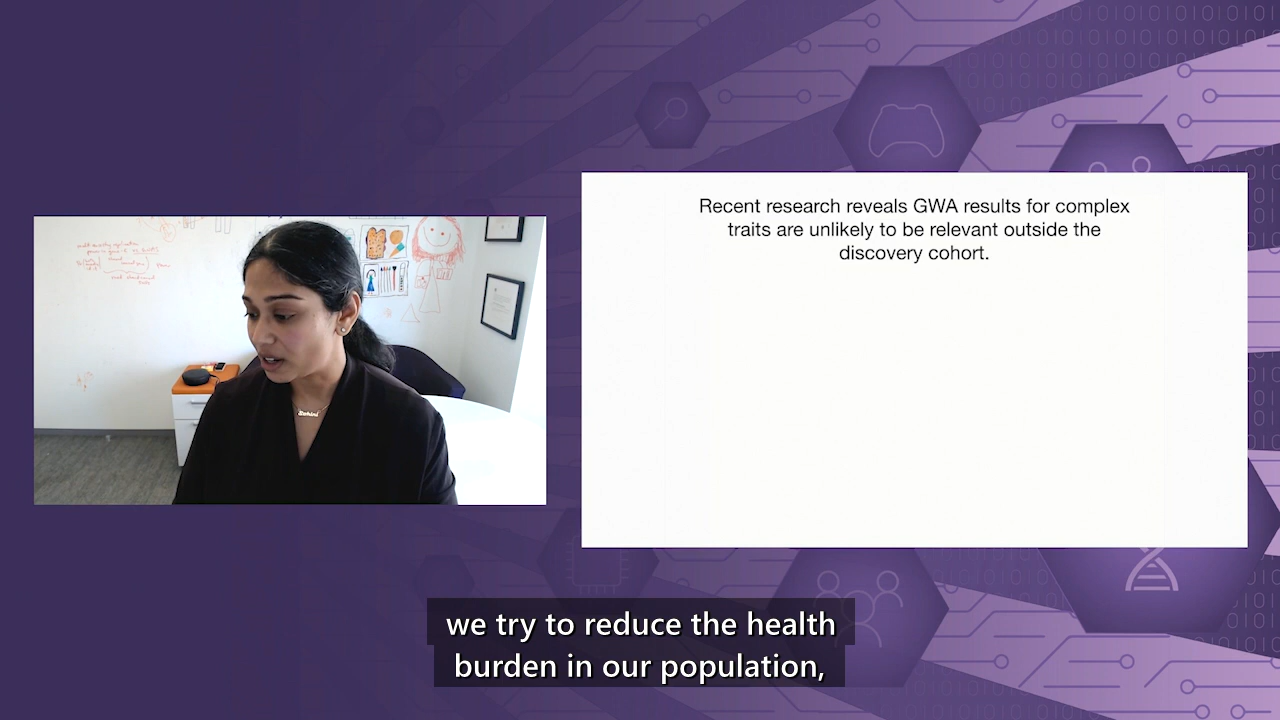 Recent research reveals GWA results for complex
traits are unlikely to be relevant outside the
discovery cohort.
we try to reduce the health
burden in our population,